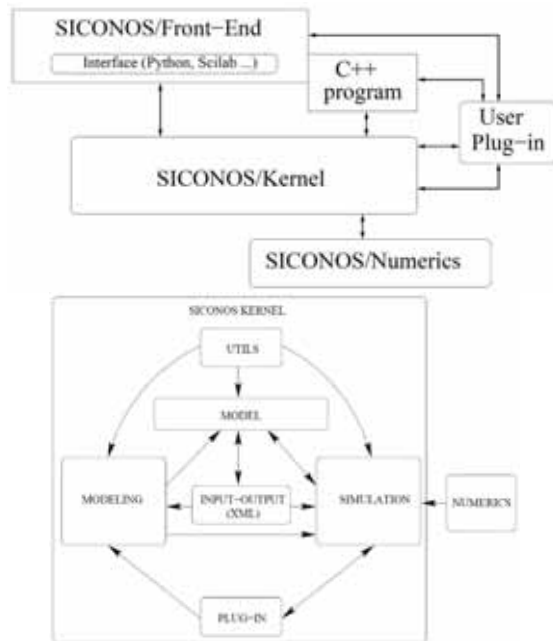 SICONOS/Front-End
Interface (Python, Scilab ...)
C++
program
User
Plug-in
SICONOS/Kernel
SICONOS/Numerics
SICONOS KERNEL
UTILS
MODEL
MODELING
INPUT-OUTPUT
(XML)
SIMULATION
NUMERICS
PLUG-IN